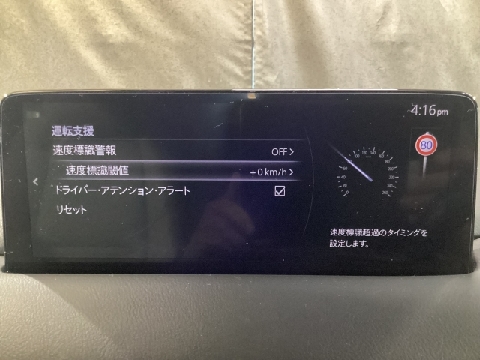 4:16pm
運転支援
速度標識警報 OFF
速度標識閾値 +0km/h
ドライバー・アテンション・アラート
リセット
80
速度標識超過のタイミングを
設定します。